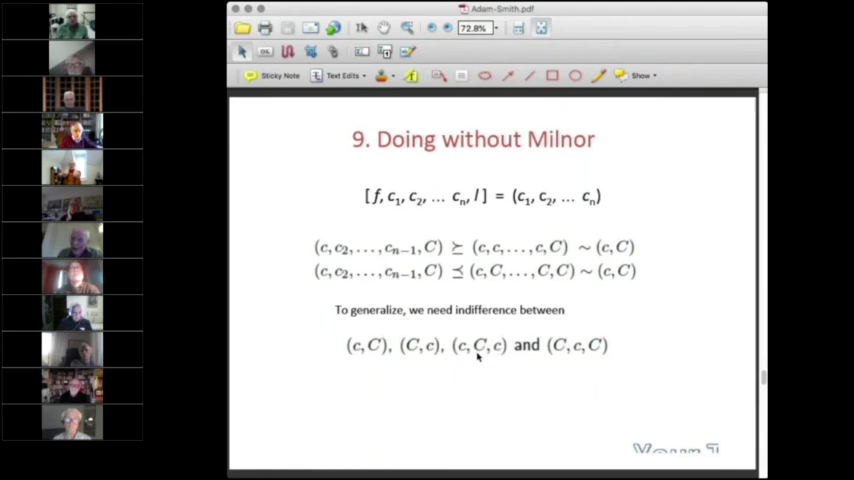 Adam-Smith.pdf
72.8%
Sticky Note
Text Edits
Show
9. Doing without Milnor
[f, c₁, c₂, … cₙ, l] = (c₁, c₂, … cₙ)
(c, c₂, …, cₙ₋₁, C) ⪰ (c, c, …, c, C) ∼ (c, C)
(c, c₂, …, cₙ₋₁, C) ⪯ (c, C, …, C, C) ∼ (c, C)
To generalize, we need indifference between
(c, C), (C, c), (c, C, c) and (C, c, C)